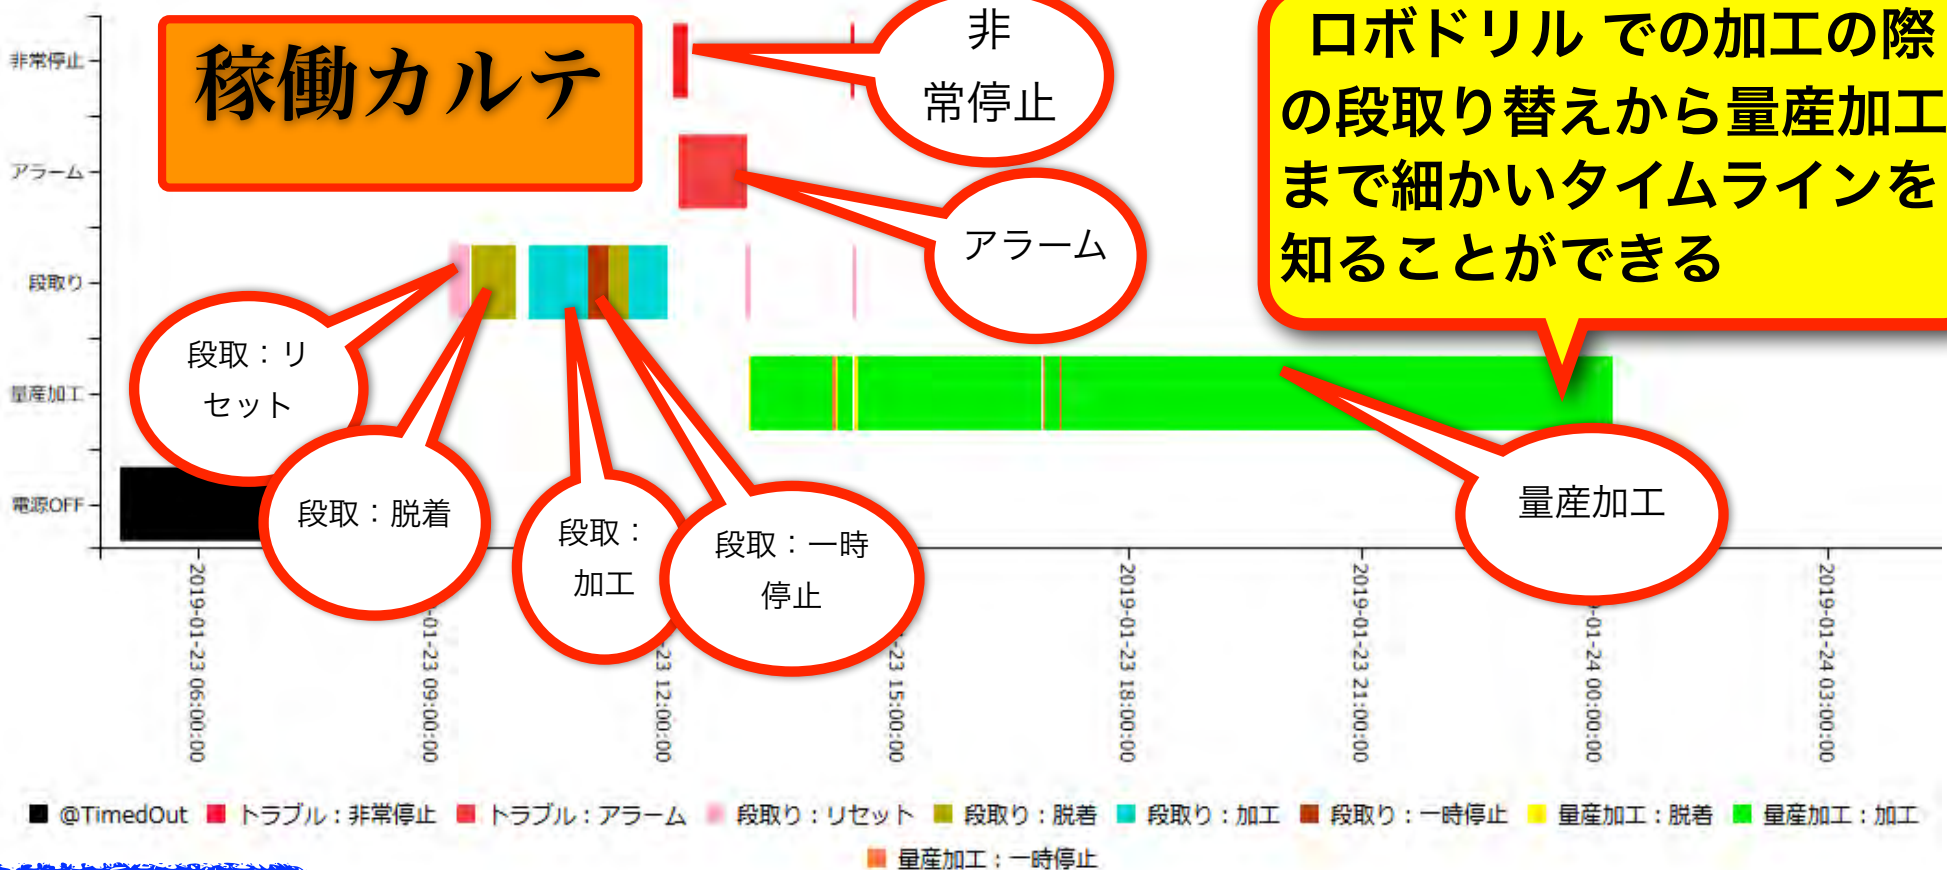 稼働カルテ
非
常停止
ロボドリル での加工の際
の段取り替えから量産加工
まで細かいタイムラインを
知ることができる
非常停止
アラーム
アラーム
段取り
段取：リ
セット
量産加工
段取：脱着
段取：
加工
段取：一時
停止
量産加工
電源OFF
2019-01-23 06:00:00
-01-23 09:00:00
23 12:00:00
23 15:00:00
2019-01-23 18:00:00
2019-01-23 21:00:00
-01-24 00:00:00
2019-01-24 03:00:00
@TimedOut トラブル：非常停止 トラブル：アラーム 段取り：リセット 段取り：脱着 段取り：加工 段取り：一時停止 量産加工：脱着 量産加工：加工
量産加工：一時停止